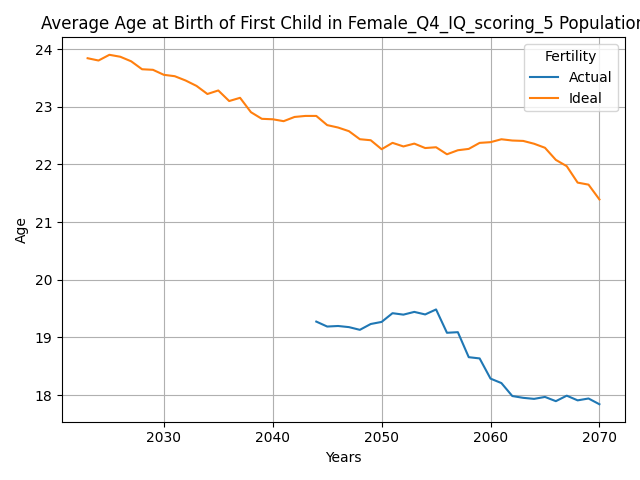 Average Age at Birth of First Child in Female_Q4_IQ_scoring_5 Population
Fertility
Actual
Ideal
24
23
22
21
20
19
18
Age
2030 2040 2050 2060 2070
Years